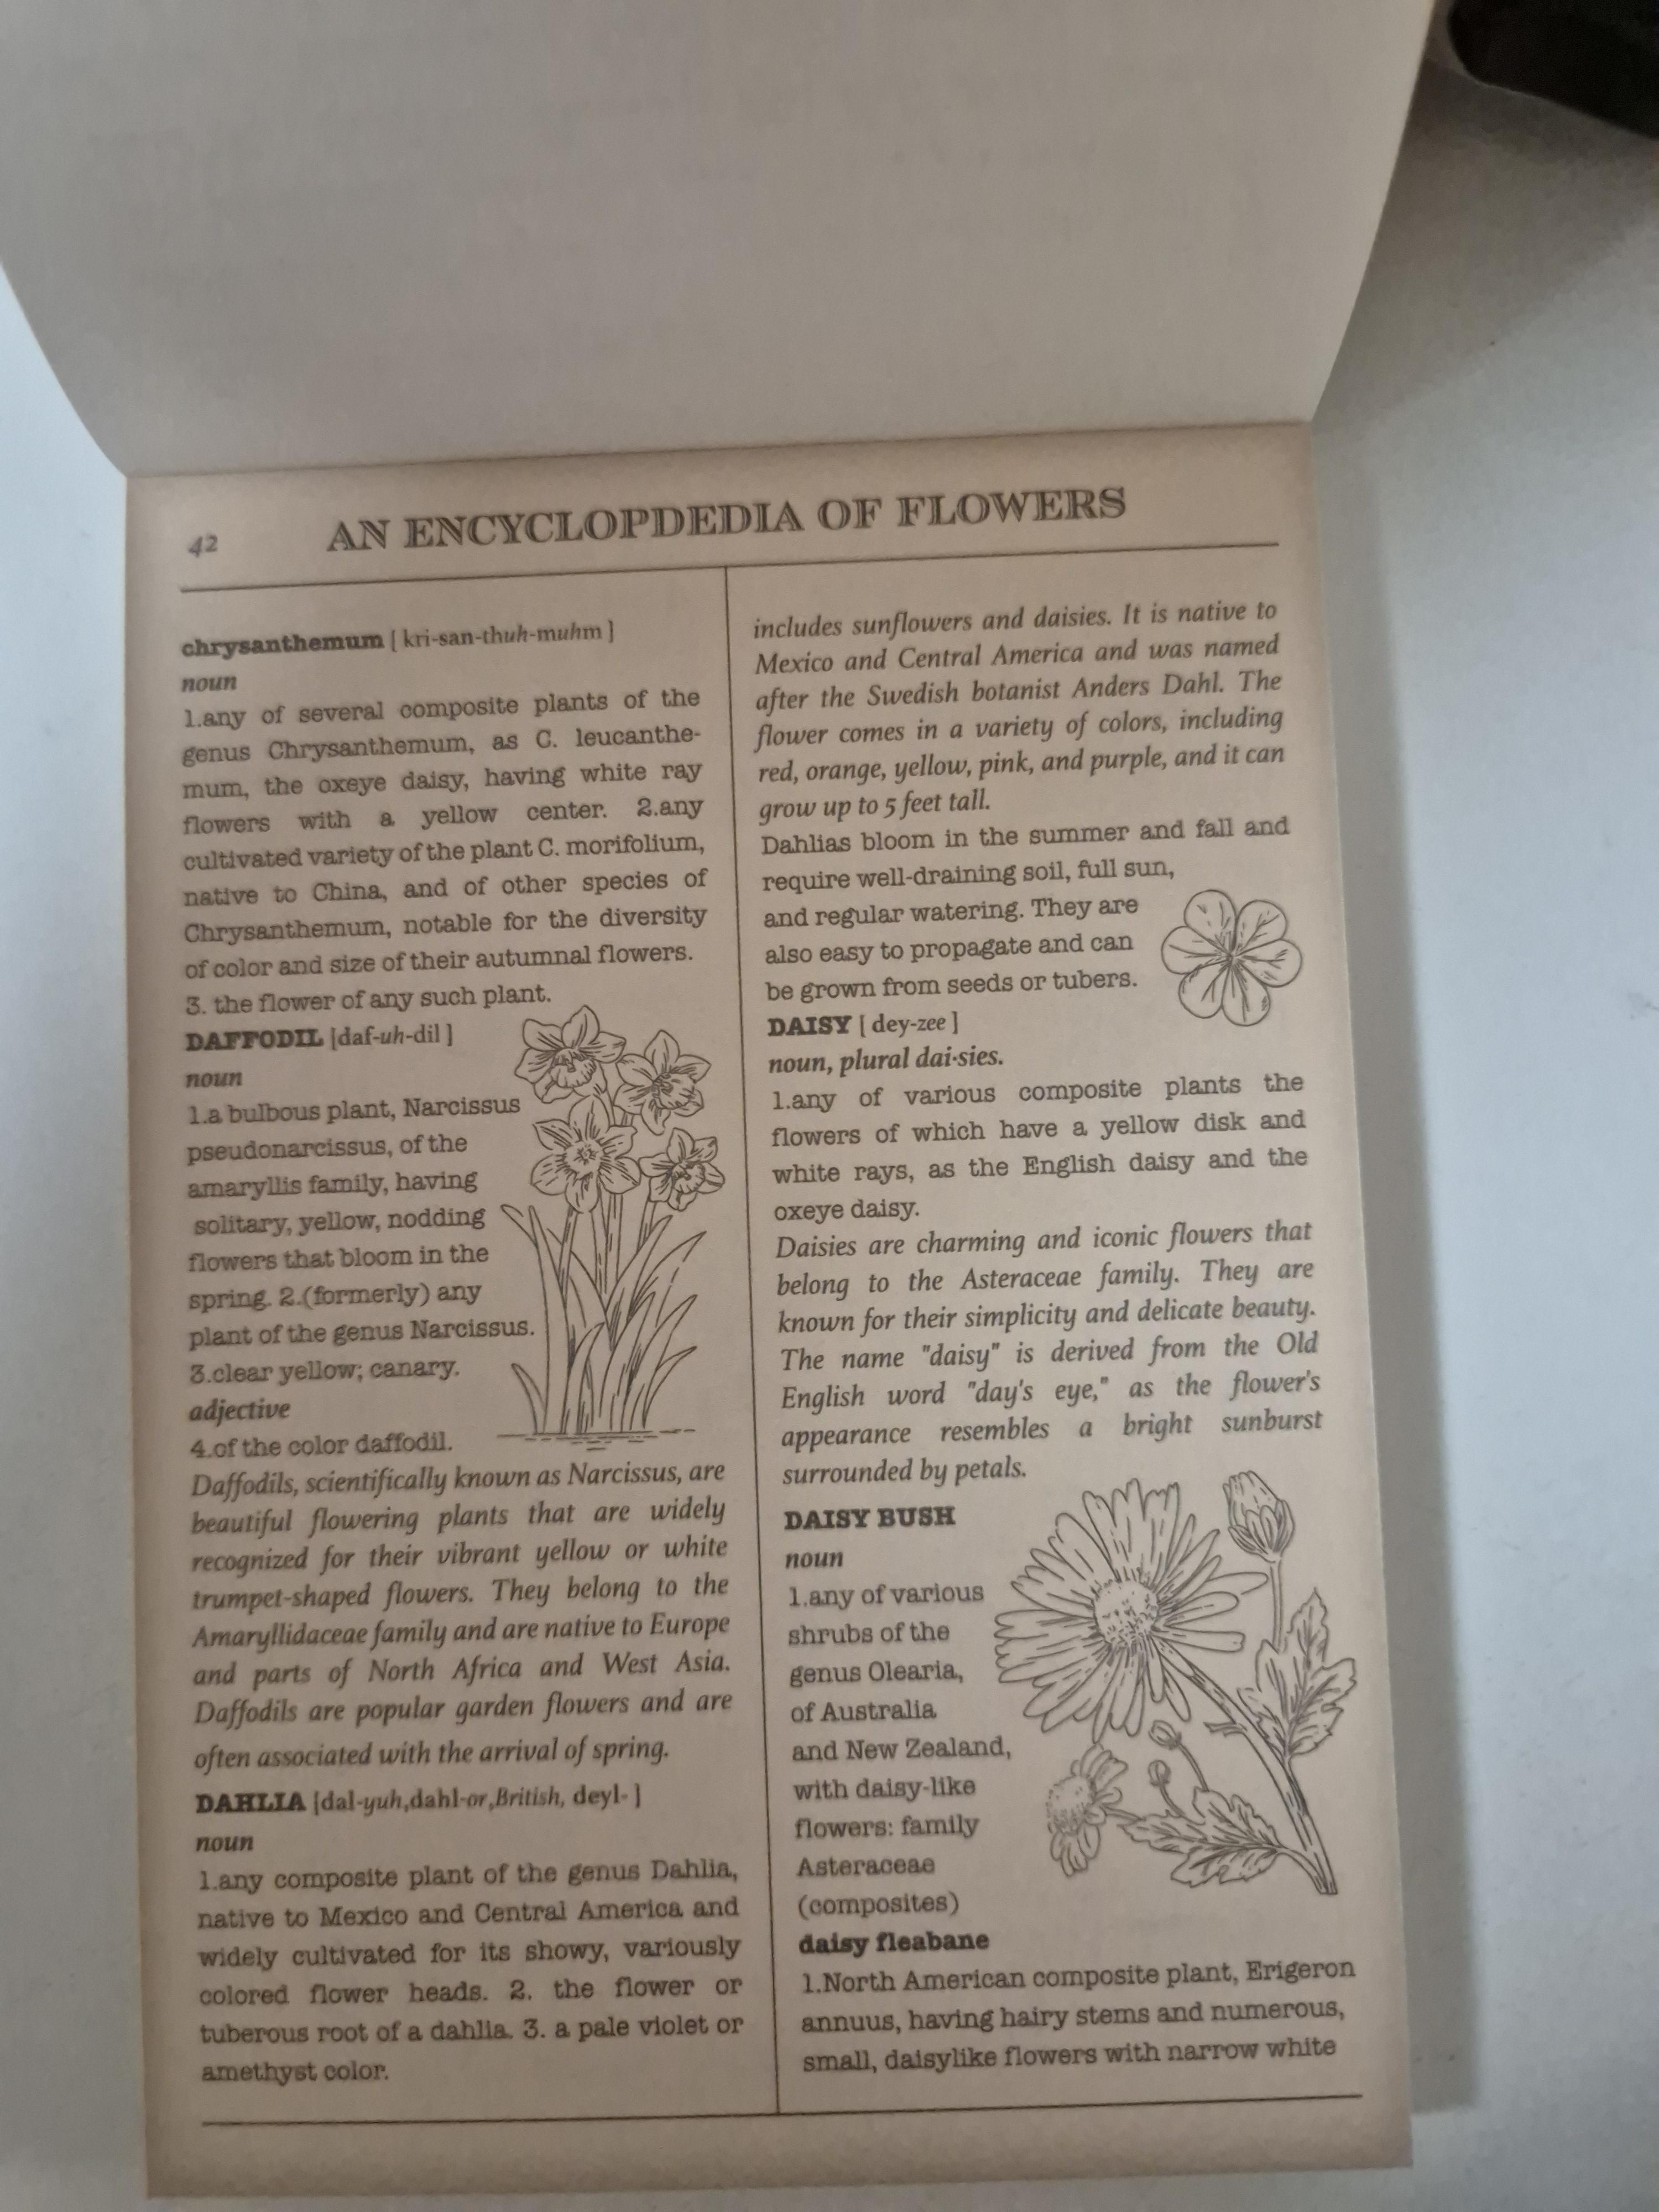 42
AN ENCYCLOPDEDIA OF FLOWERS
chrysanthemum [ kri-san-thuh-muhm ]
noun
1.any of several composite plants of the
genus Chrysanthemum, as C. leucanthe-
mum, the oxeye daisy, having white ray
flowers with a yellow center. 2.any
cultivated variety of the plant C. morifolium,
native to China, and of other species of
Chrysanthemum, notable for the diversity
of color and size of their autumnal flowers.
3. the flower of any such plant.
DAFFODIL [daf-uh-dil ]
noun
1.a bulbous plant, Narcissus
pseudonarcissus, of the
amaryllis family, having
solitary, yellow, nodding
flowers that bloom in the
spring. 2.(formerly) any
plant of the genus Narcissus.
3.clear yellow; canary.
adjective
4.of the color daffodil.
Daffodils, scientifically known as Narcissus, are
beautiful flowering plants that are widely
recognized for their vibrant yellow or white
trumpet-shaped flowers. They belong to the
Amaryllidaceae family and are native to Europe
and parts of North Africa and West Asia.
Daffodils are popular garden flowers and are
often associated with the arrival of spring.
DAHLIA [dal-yuh,dahl-or,British, deyl- ]
noun
1.any composite plant of the genus Dahlia,
native to Mexico and Central America and
widely cultivated for its showy, variously
colored flower heads. 2. the flower or
tuberous root of a dahlia. 3. a pale violet or
amethyst color.
includes sunflowers and daisies. It is native to
Mexico and Central America and was named
after the Swedish botanist Anders Dahl. The
flower comes in a variety of colors, including
red, orange, yellow, pink, and purple, and it can
grow up to 5 feet tall.
Dahlias bloom in the summer and fall and
require well-draining soil, full sun,
and regular watering. They are
also easy to propagate and can
be grown from seeds or tubers.
DAISY [ dey-zee ]
noun, plural dai·sies.
1.any of various composite plants the
flowers of which have a yellow disk and
white rays, as the English daisy and the
oxeye daisy.
Daisies are charming and iconic flowers that
belong to the Asteraceae family. They are
known for their simplicity and delicate beauty.
The name "daisy" is derived from the Old
English word "day's eye," as the flower's
appearance resembles a bright sunburst
surrounded by petals.
DAISY BUSH
noun
1.any of various
shrubs of the
genus Olearia,
of Australia
and New Zealand,
with daisy-like
flowers: family
Asteraceae
(composites)
daisy fleabane
1.North American composite plant, Erigeron
annuus, having hairy stems and numerous,
small, daisylike flowers with narrow white